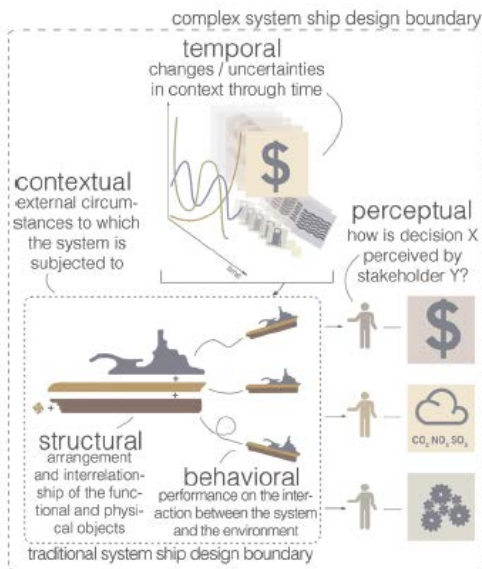 complex system ship design boundary
temporal
changes / uncertainties
in context through time
$
contextual
external circum-
stances to which
the system is
subjected to
time
perceptual
how is decision X
perceived by
stakeholder Y?
$
+
+
+
CO₂ NOₓ SOₓ
structural
arrangement
and interrelation-
ship of the func-
tional and physi-
cal objects
behavioral
performance on the inter-
action between the system
and the environment
traditional system ship design boundary